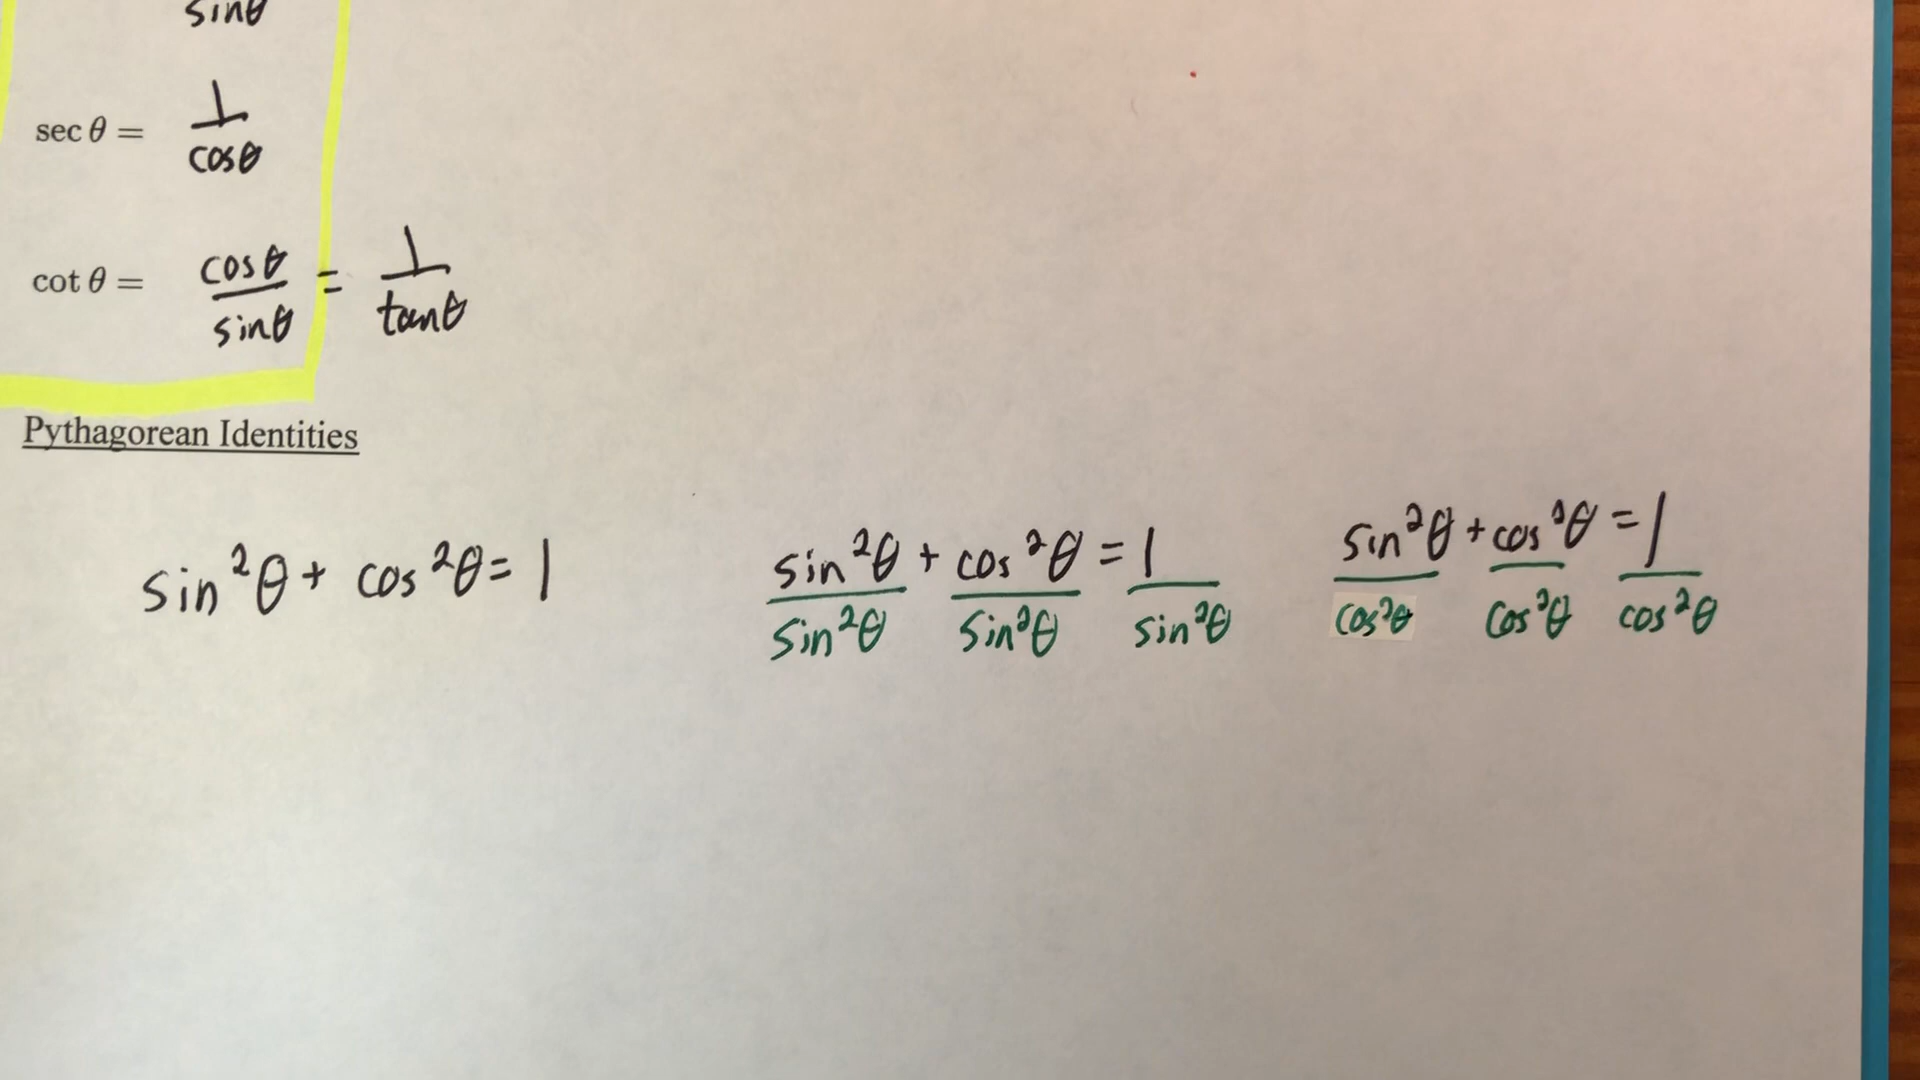 sinθ
sec θ = 1/cosθ
cot θ = cosθ/sinθ = 1/tanθ
Pythagorean Identities
sin²θ + cos²θ = 1
sin²θ/sin²θ + cos²θ/sin²θ = 1/sin²θ
sin²θ/cos²θ + cos²θ/cos²θ = 1/cos²θ